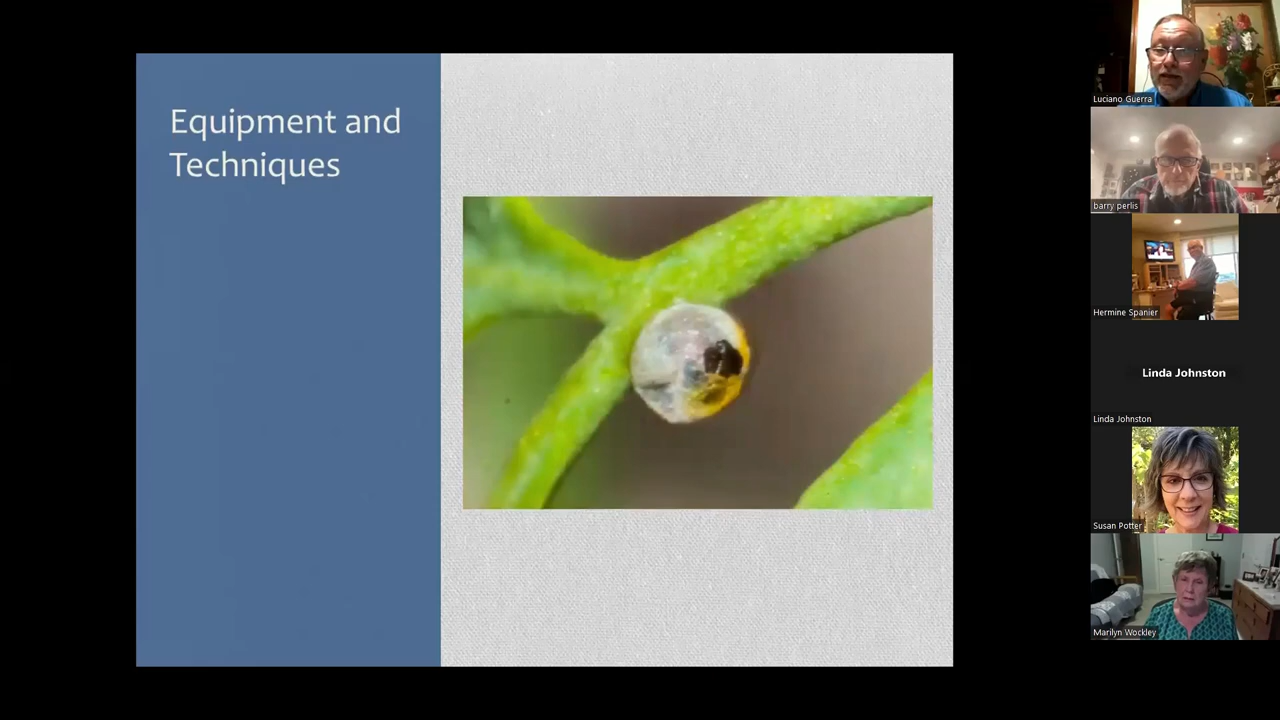 Equipment and
Techniques
Luciano Guerra
barry perlis
Hermine Spanier
Linda Johnston
Linda Johnston
Susan Potter
Marilyn Wockley